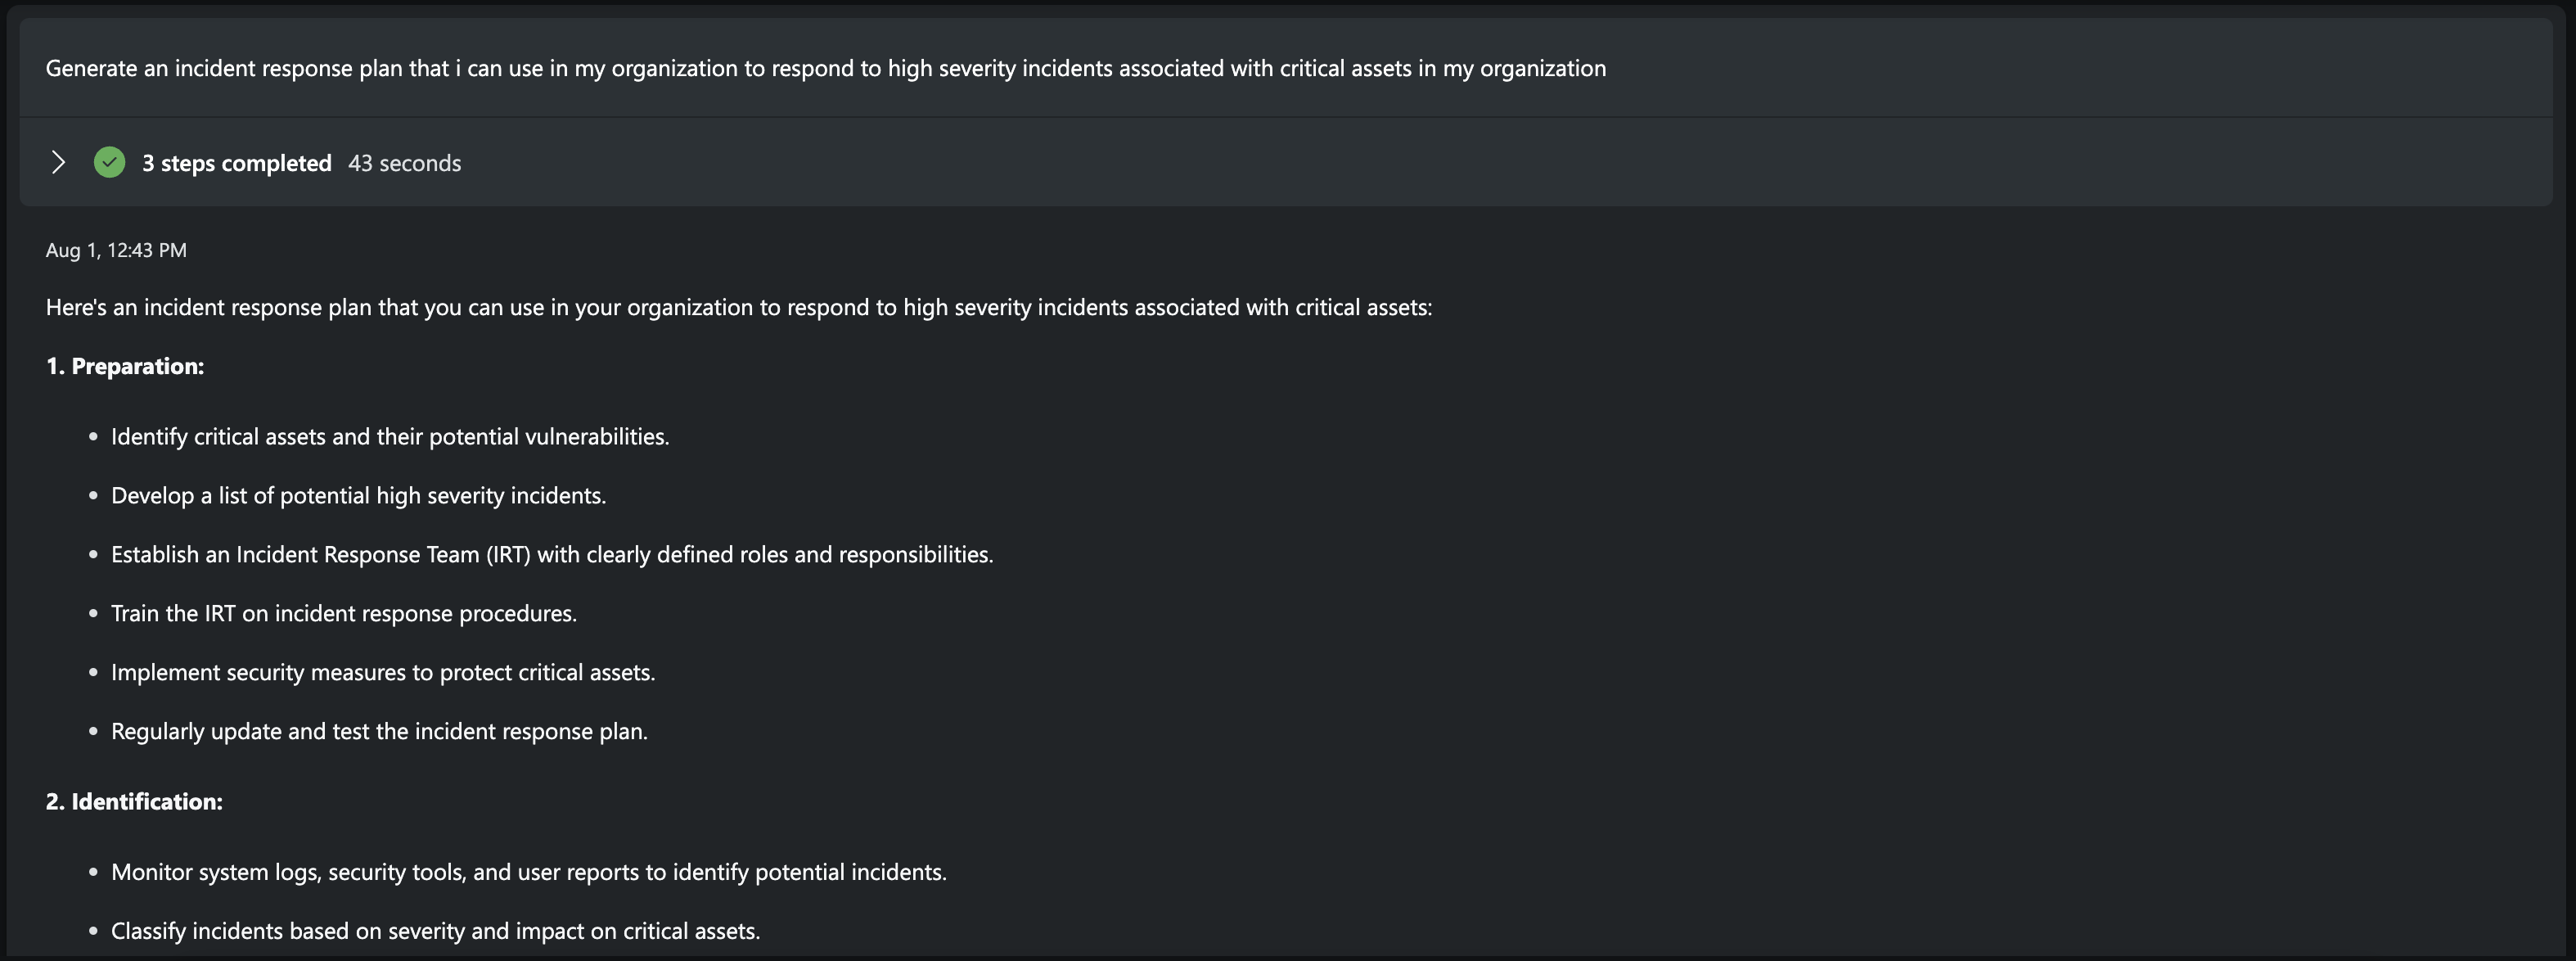 Generate an incident response plan that i can use in my organization to respond to high severity incidents associated with critical assets in my organization
3 steps completed 43 seconds
Aug 1, 12:43 PM
Here's an incident response plan that you can use in your organization to respond to high severity incidents associated with critical assets:
1. Preparation:
• Identify critical assets and their potential vulnerabilities.
• Develop a list of potential high severity incidents.
• Establish an Incident Response Team (IRT) with clearly defined roles and responsibilities.
• Train the IRT on incident response procedures.
• Implement security measures to protect critical assets.
• Regularly update and test the incident response plan.
2. Identification:
• Monitor system logs, security tools, and user reports to identify potential incidents.
• Classify incidents based on severity and impact on critical assets.